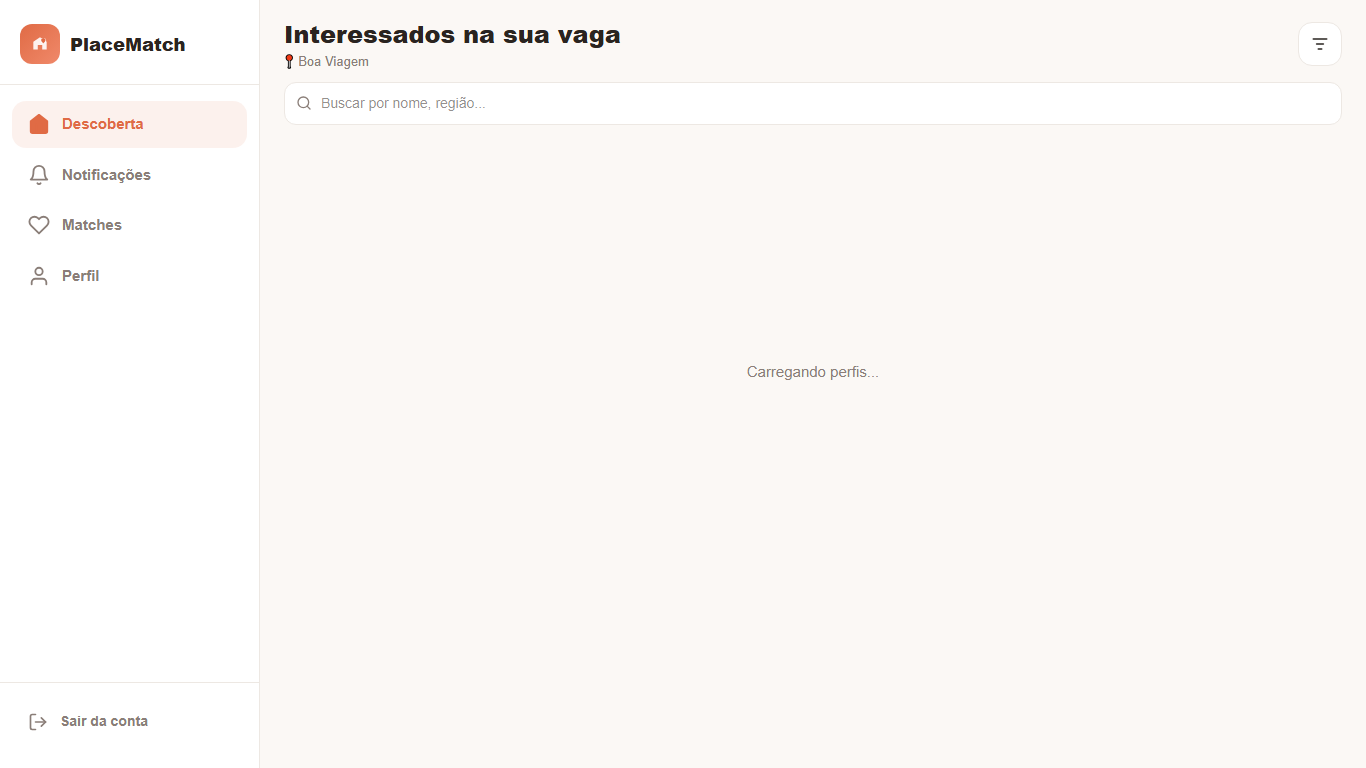 PlaceMatch
Descoberta
Notificações
Matches
Perfil
Sair da conta
Interessados na sua vaga
Boa Viagem
Buscar por nome, região...
Carregando perfis...